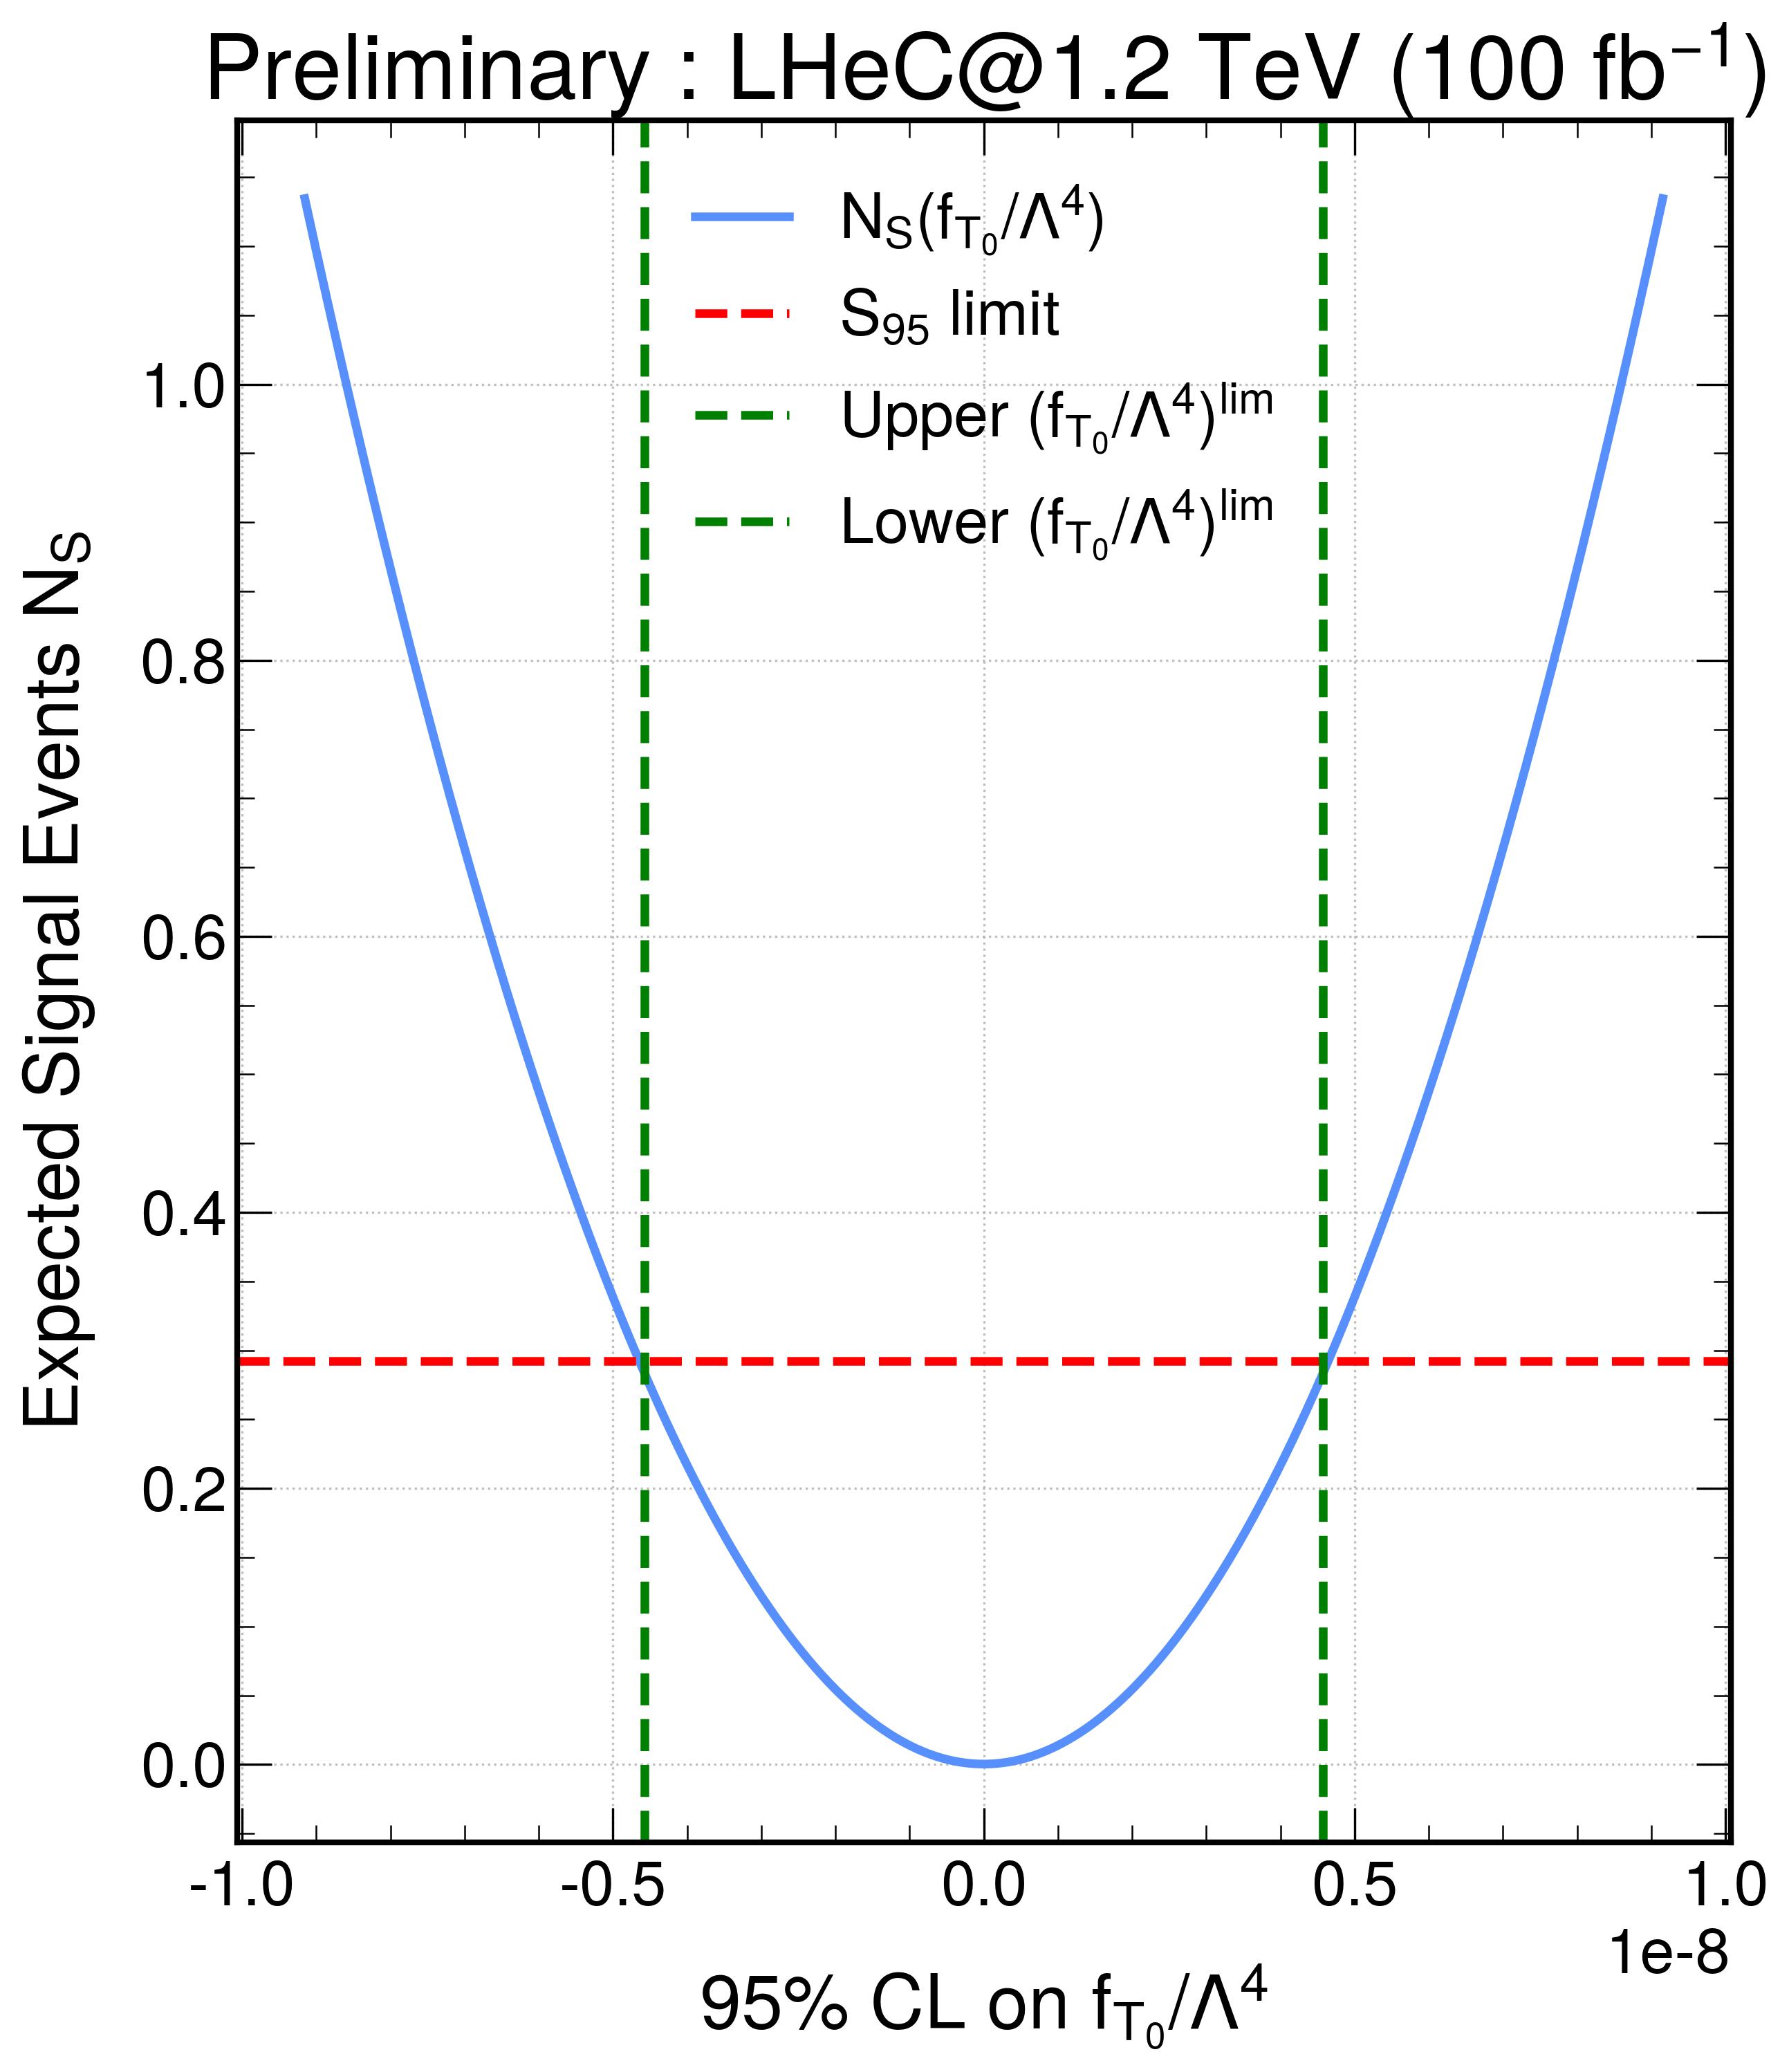 Preliminary : LHeC@1.2 TeV (100 fb⁻¹)
N_S(f_T₀/Λ⁴)
S₉₅ limit
Upper (f_T₀/Λ⁴)^lim
Lower (f_T₀/Λ⁴)^lim
Expected Signal Events N_S
1.0
0.8
0.6
0.4
0.2
0.0
-1.0 -0.5 0.0 0.5 1.0
1e-8
95% CL on f_T₀/Λ⁴